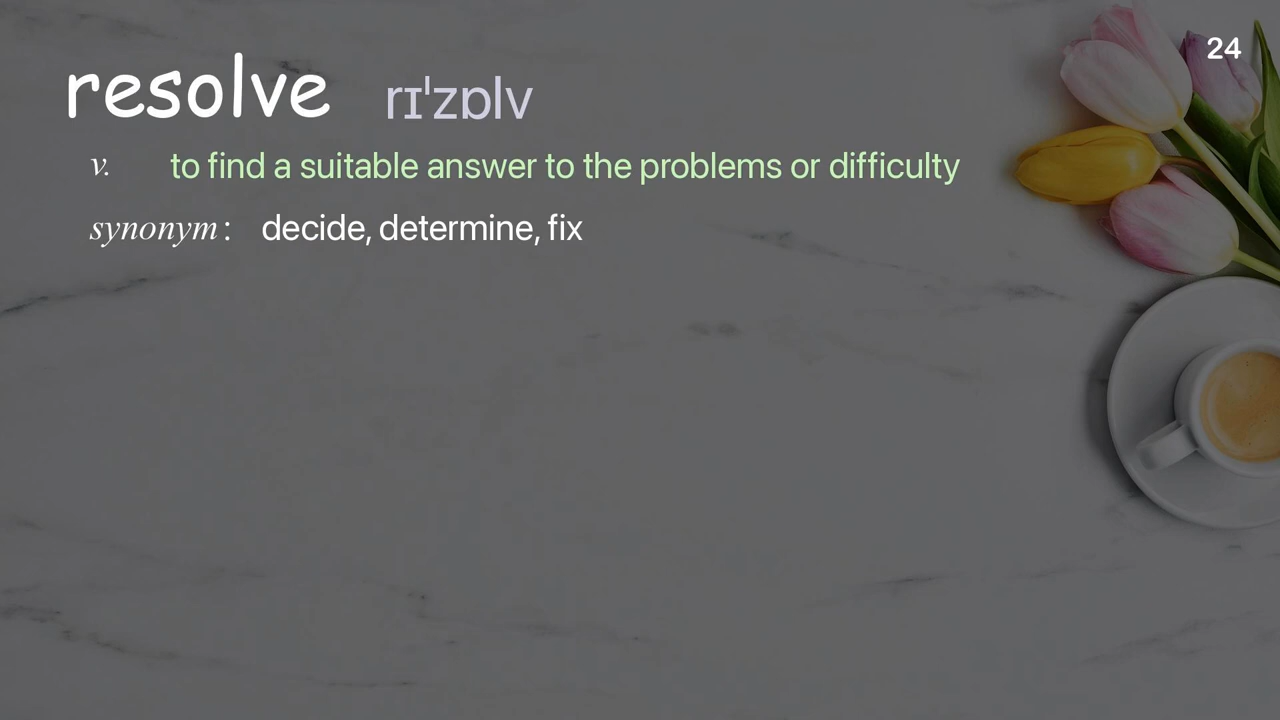 24
resolve rɪˈzɒlv
v. to find a suitable answer to the problems or difficulty
synonym : decide, determine, fix